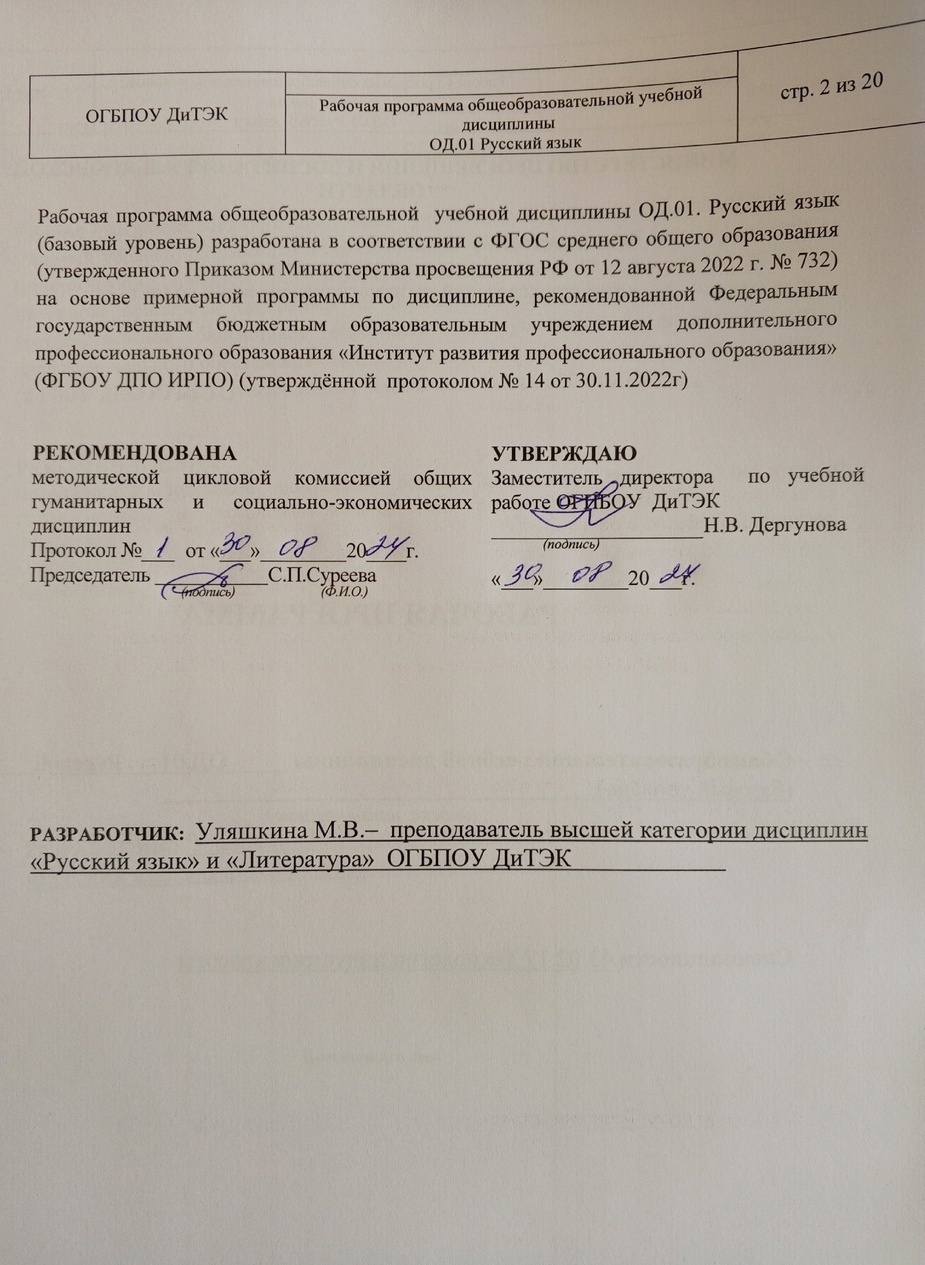 ОГБПОУ ДиТЭК
Рабочая программа общеобразовательной учебной
дисциплины
ОД.01 Русский язык
стр. 2 из 20
Рабочая программа общеобразовательной учебной дисциплины ОД.01. Русский язык
(базовый уровень) разработана в соответствии с ФГОС среднего общего образования
(утвержденного Приказом Министерства просвещения РФ от 12 августа 2022 г. № 732)
на основе примерной программы по дисциплине, рекомендованной Федеральным
государственным бюджетным образовательным учреждением дополнительного
профессионального образования «Институт развития профессионального образования»
(ФГБОУ ДПО ИРПО) (утверждённой протоколом № 14 от 30.11.2022г)
РЕКОМЕНДОВАНА
методической цикловой комиссией общих
гуманитарных и социально-экономических
дисциплин
Протокол № 1 от «30» 08 2024 г.
Председатель __________С.П.Суреева
(подпись) (Ф.И.О.)
УТВЕРЖДАЮ
Заместитель директора по учебной
работе ОГПБОУ ДиТЭК
____________________Н.В. Дергунова
(подпись)
«30» 08 20 24г.
РАЗРАБОТЧИК: Уляшкина М.В.– преподаватель высшей категории дисциплин
«Русский язык» и «Литература» ОГБПОУ ДиТЭК